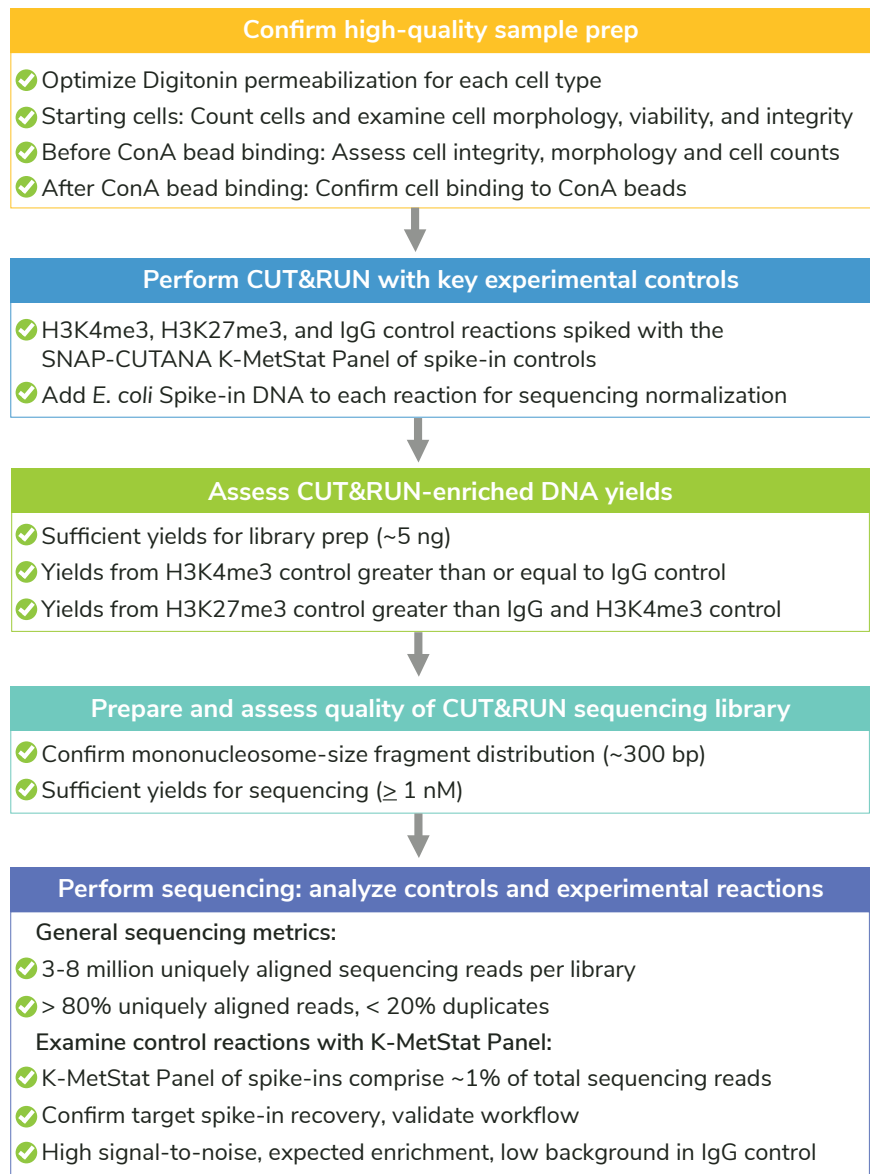 Confirm high-quality sample prep
Optimize Digitonin permeabilization for each cell type
Starting cells: Count cells and examine cell morphology, viability, and integrity
Before ConA bead binding: Assess cell integrity, morphology and cell counts
After ConA bead binding: Confirm cell binding to ConA beads
Perform CUT&RUN with key experimental controls
H3K4me3, H3K27me3, and IgG control reactions spiked with the
SNAP-CUTANA K-MetStat Panel of spike-in controls
Add E. coli Spike-in DNA to each reaction for sequencing normalization
Assess CUT&RUN-enriched DNA yields
Sufficient yields for library prep (~5 ng)
Yields from H3K4me3 control greater than or equal to IgG control
Yields from H3K27me3 control greater than IgG and H3K4me3 control
Prepare and assess quality of CUT&RUN sequencing library
Confirm mononucleosome-size fragment distribution (~300 bp)
Sufficient yields for sequencing (≥ 1 nM)
Perform sequencing: analyze controls and experimental reactions
General sequencing metrics:
3-8 million uniquely aligned sequencing reads per library
> 80% uniquely aligned reads, < 20% duplicates
Examine control reactions with K-MetStat Panel:
K-MetStat Panel of spike-ins comprise ~1% of total sequencing reads
Confirm target spike-in recovery, validate workflow
High signal-to-noise, expected enrichment, low background in IgG control